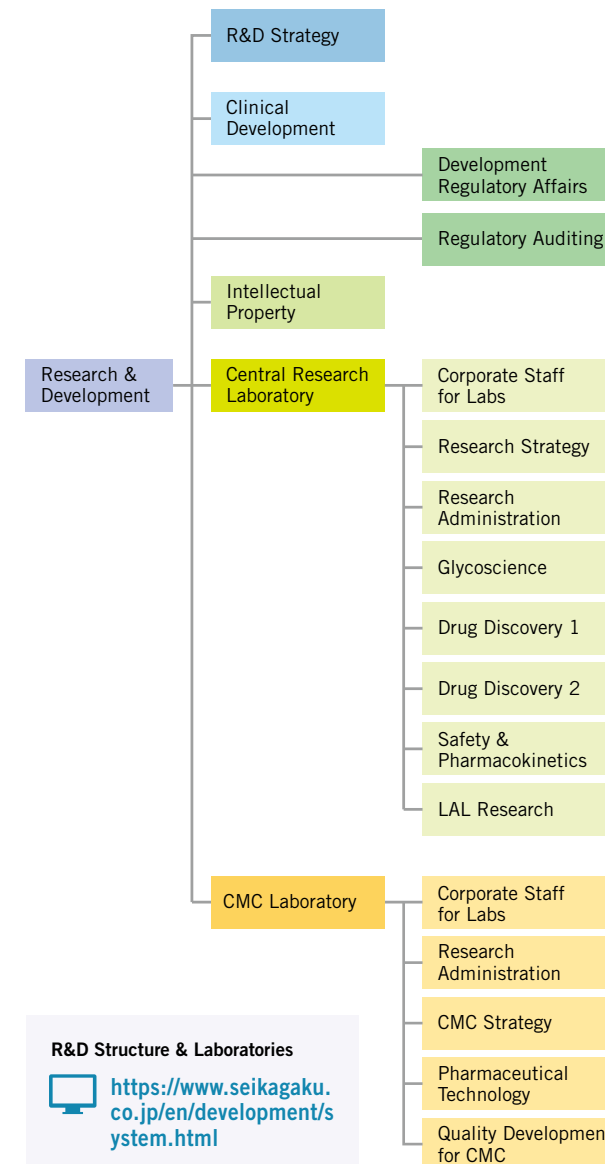 R&D Strategy
Clinical
Development
Development
Regulatory Affairs
Regulatory Auditing
Intellectual
Property
Research &
Development
Central Research
Laboratory
Corporate Staff
for Labs
Research Strategy
Research
Administration
Glycoscience
Drug Discovery 1
Drug Discovery 2
Safety &
Pharmacokinetics
LAL Research
CMC Laboratory
Corporate Staff
for Labs
Research
Administration
CMC Strategy
Pharmaceutical
Technology
Quality Developmen
for CMC
R&D Structure & Laboratories
https://www.seikagaku.
co.jp/en/development/s
ystem.html